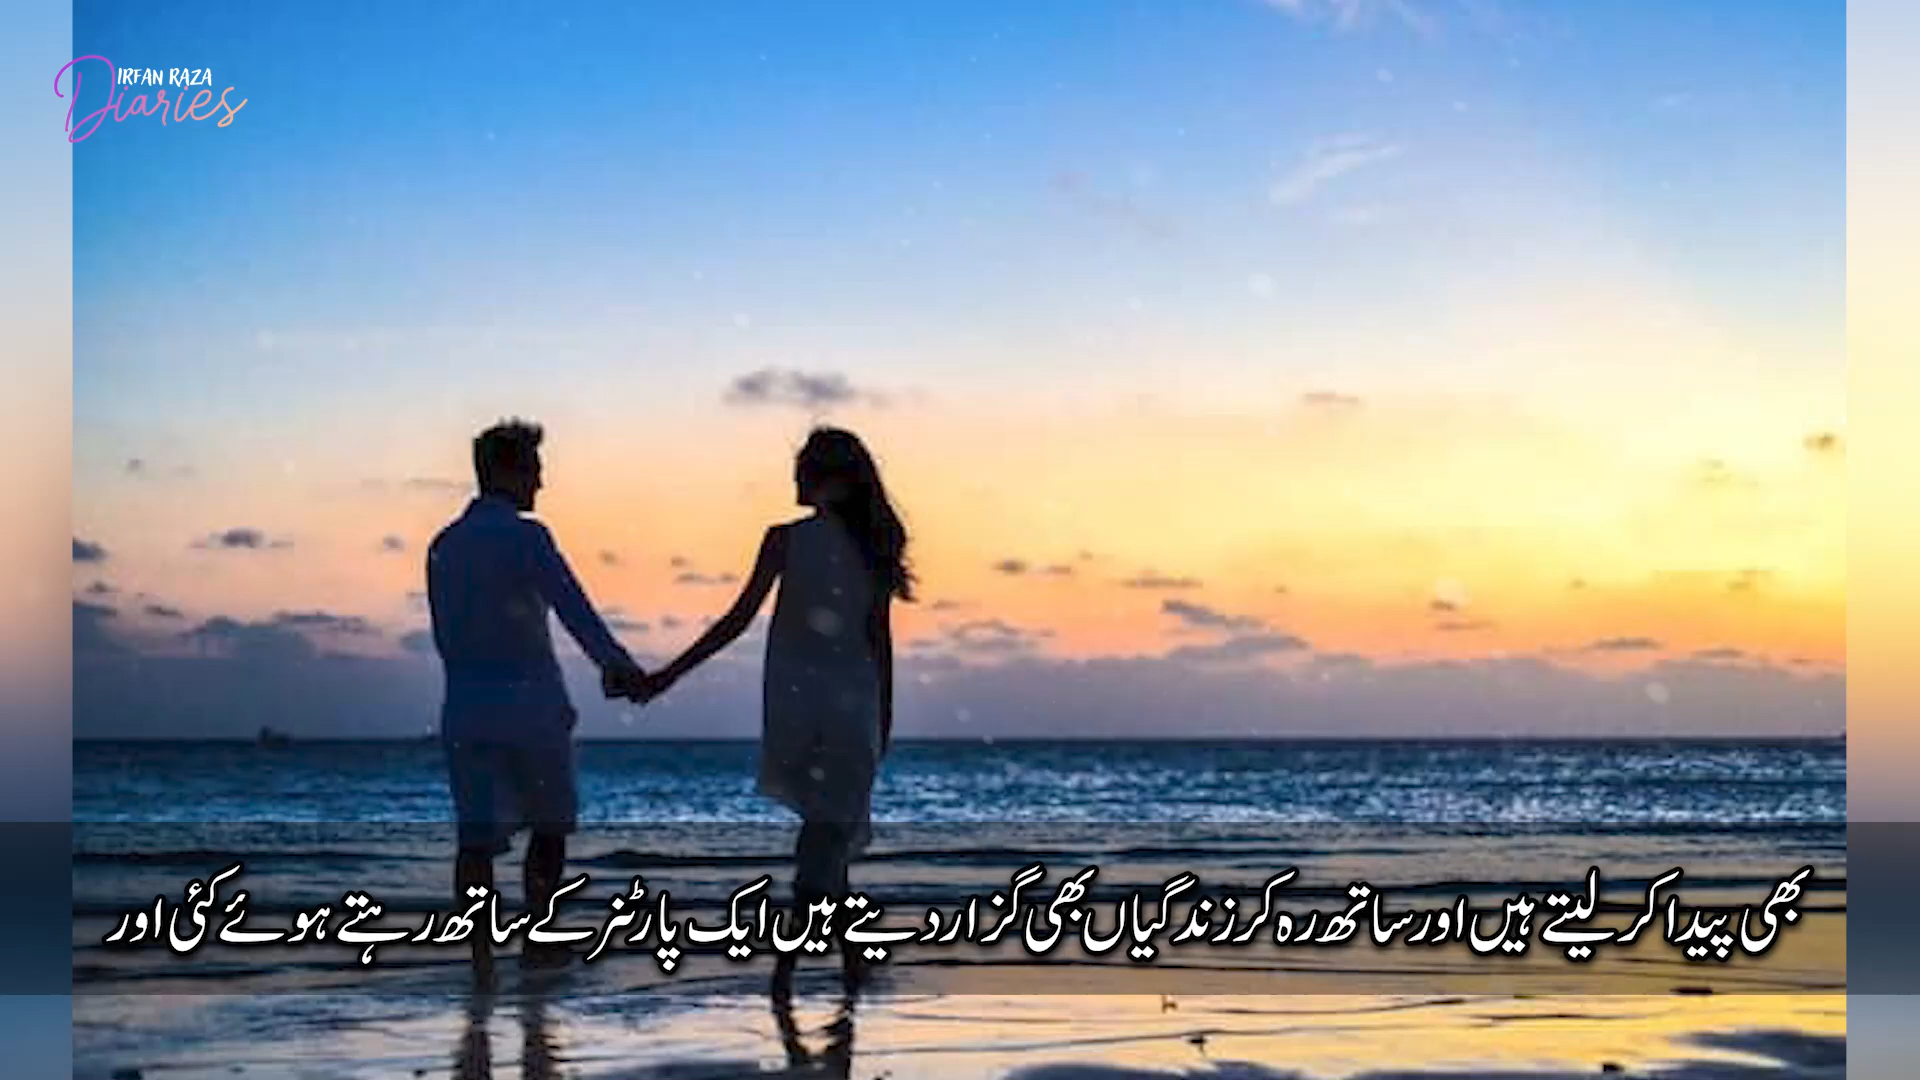 IRFAN RAZA
Diaries
بھی پیدا کر لیتے ہیں اور ساتھ رہ کر زندگیاں بھی گزار دیتے ہیں ایک پارٹنر کے ساتھ رہتے ہوئے کئی اور